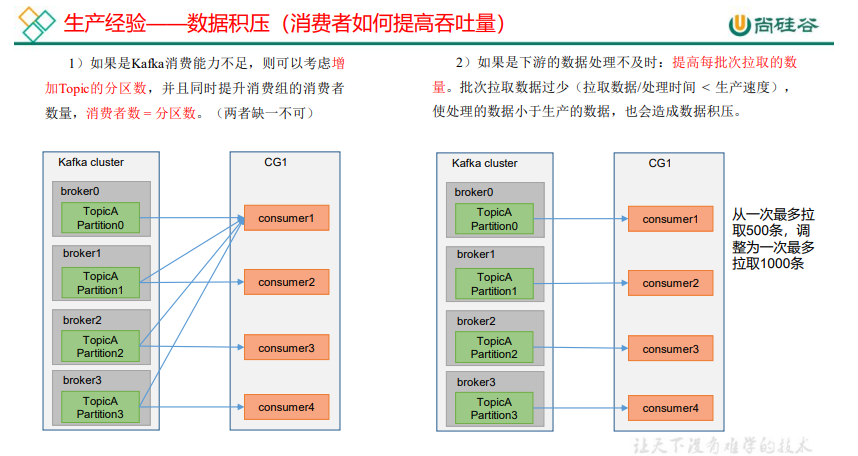 生产经验——数据积压（消费者如何提高吞吐量）
尚硅谷
1）如果是Kafka消费能力不足，则可以考虑增
加Topic的分区数，并且同时提升消费组的消费者
数量，消费者数 = 分区数。（两者缺一不可）
2）如果是下游的数据处理不及时：提高每批次拉取的数
量。批次拉取数据过少（拉取数据/处理时间 < 生产速度），
使处理的数据小于生产的数据，也会造成数据积压。
Kafka cluster
CG1
broker0
TopicA
Partition0
consumer1
broker1
TopicA
Partition1
consumer2
broker2
TopicA
Partition2
consumer3
broker3
TopicA
Partition3
consumer4
Kafka cluster
CG1
broker0
TopicA
Partition0
consumer1
broker1
TopicA
Partition1
consumer2
broker2
TopicA
Partition2
consumer3
broker3
TopicA
Partition3
consumer4
从一次最多拉
取500条，调
整为一次最多
拉取1000条
让天下没有难学的技术